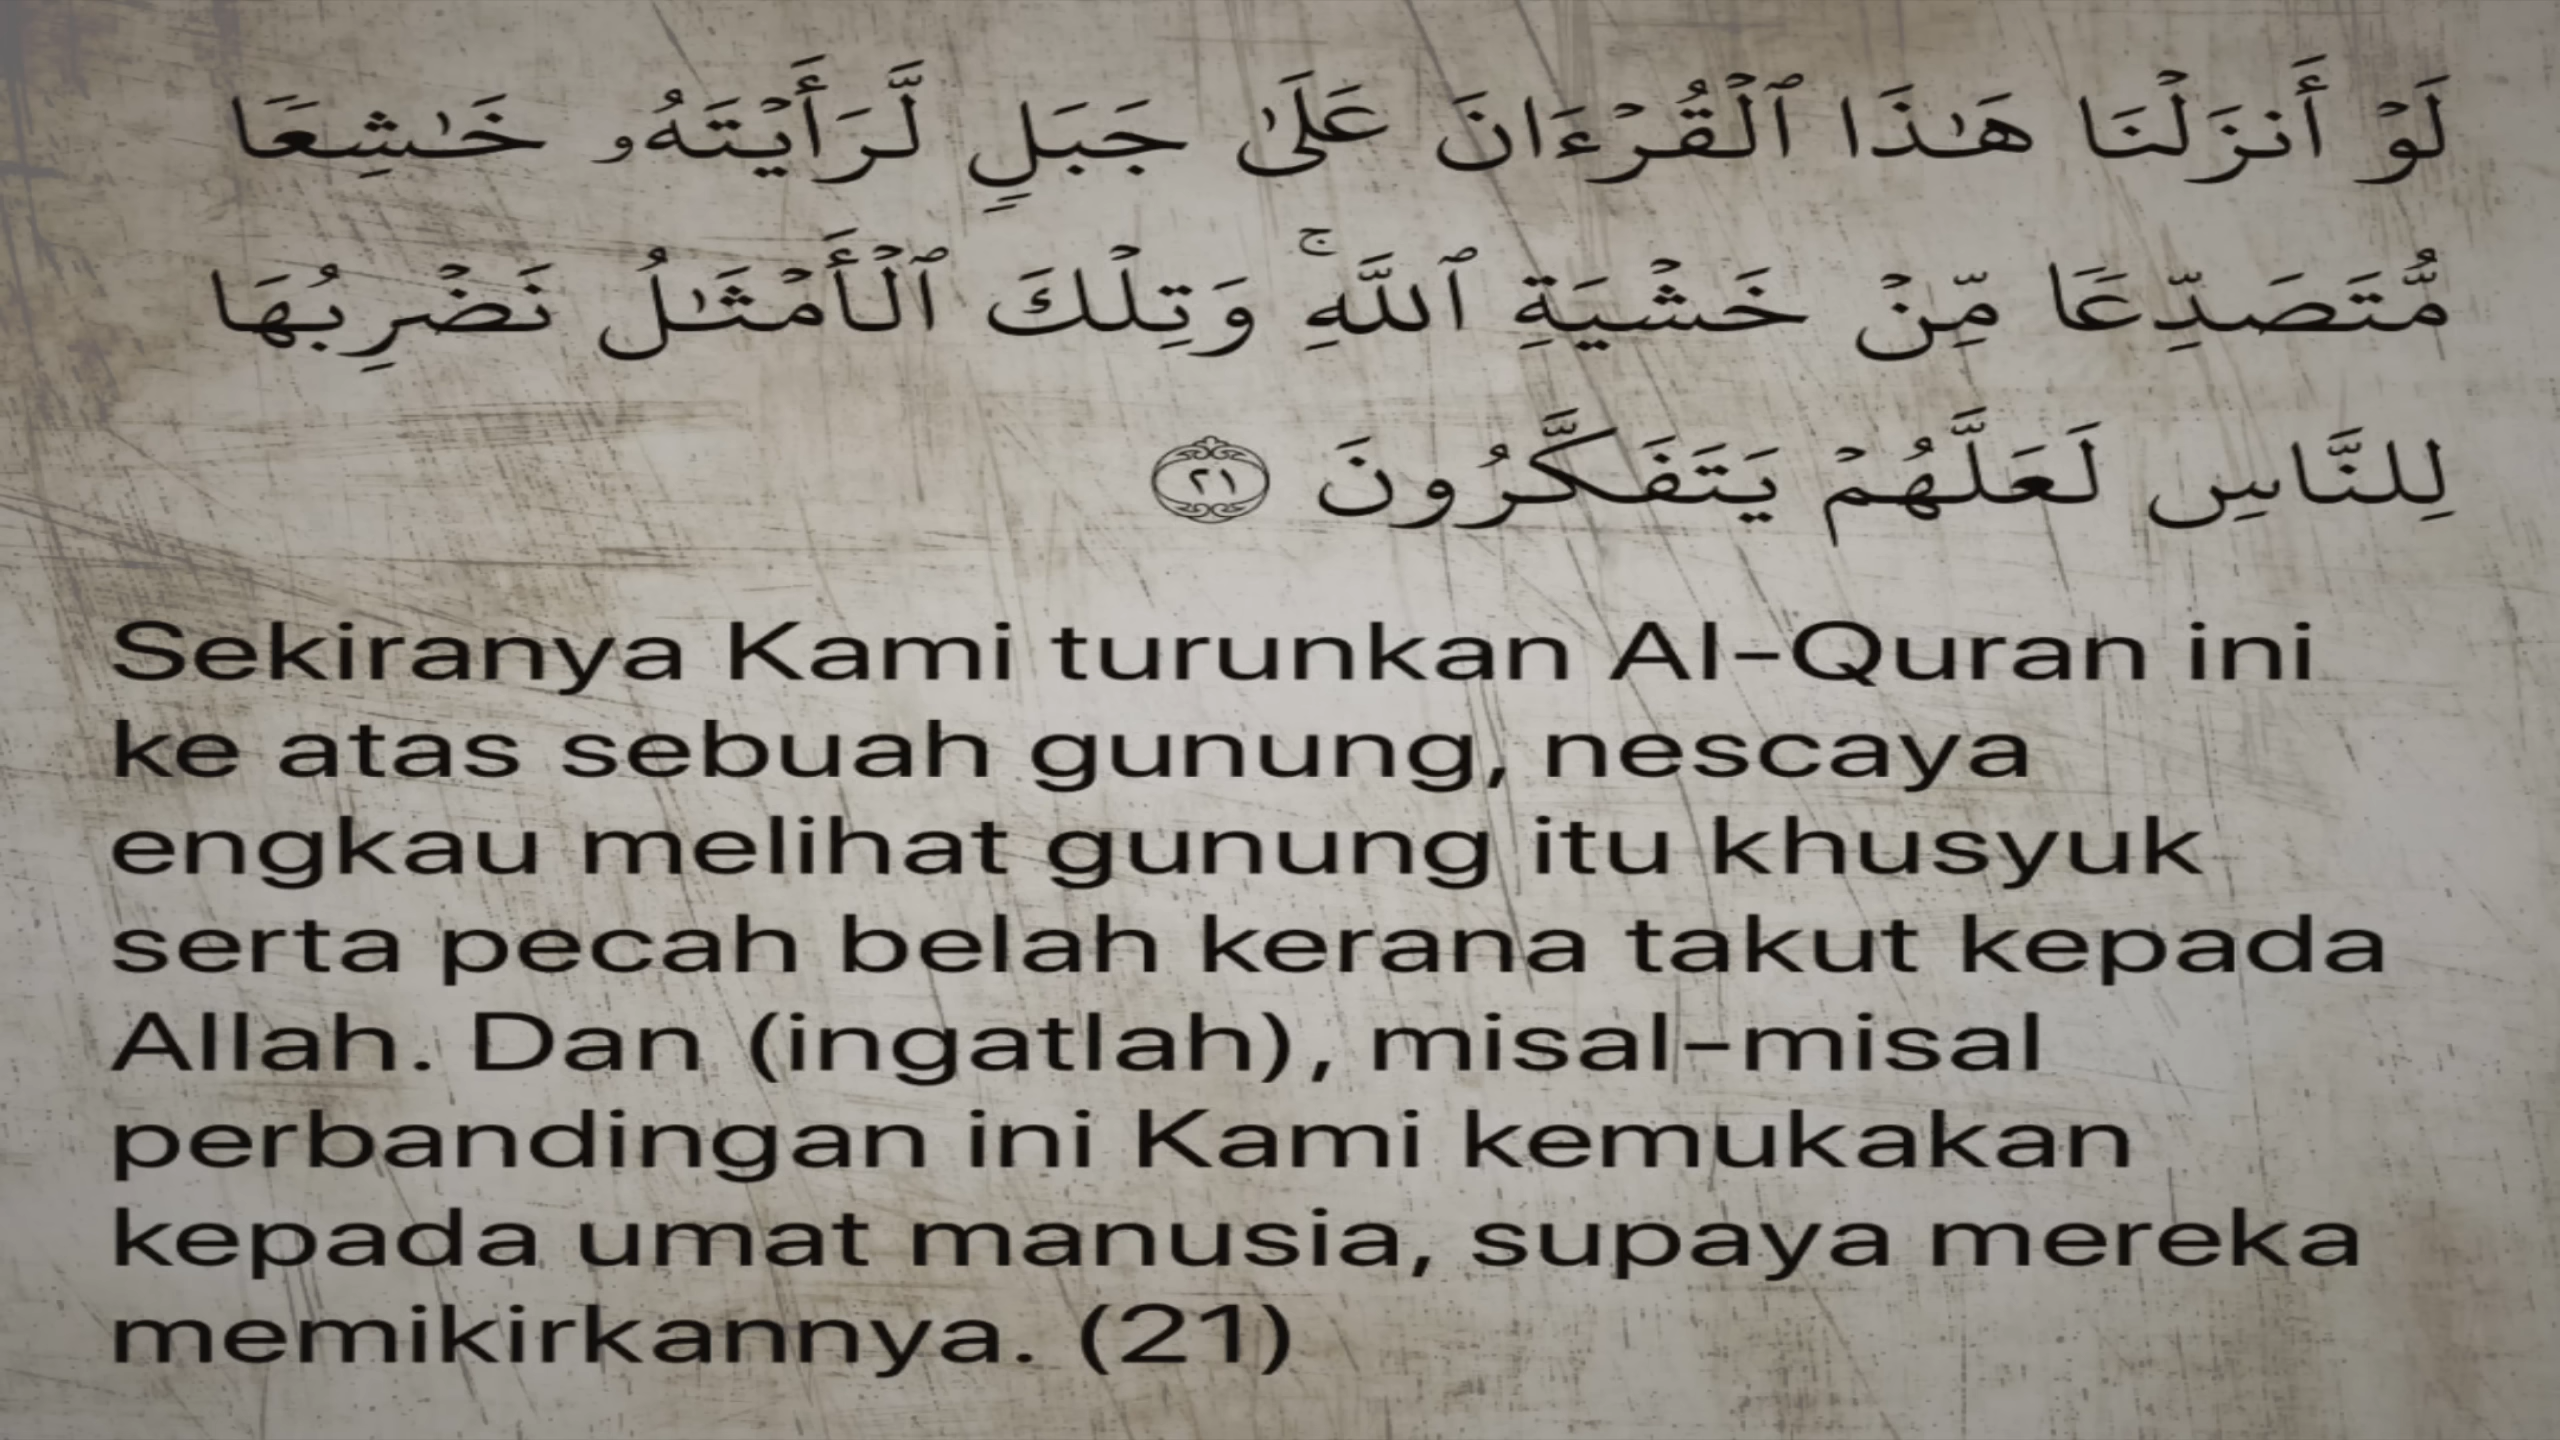 لَوْ أَنزَلْنَا هَـٰذَا ٱلْقُرْءَانَ عَلَىٰ جَبَلٍ لَّرَأَيْتَهُۥ خَـٰشِعًا
مُّتَصَدِّعًا مِّنْ خَشْيَةِ ٱللَّهِ ۚ وَتِلْكَ ٱلْأَمْثَـٰلُ نَضْرِبُهَا
لِلنَّاسِ لَعَلَّهُمْ يَتَفَكَّرُونَ ٢١
Sekiranya Kami turunkan Al-Quran ini
ke atas sebuah gunung, nescaya
engkau melihat gunung itu khusyuk
serta pecah belah kerana takut kepada
Allah. Dan (ingatlah), misal-misal
perbandingan ini Kami kemukakan
kepada umat manusia, supaya mereka
memikirkannya. (21)